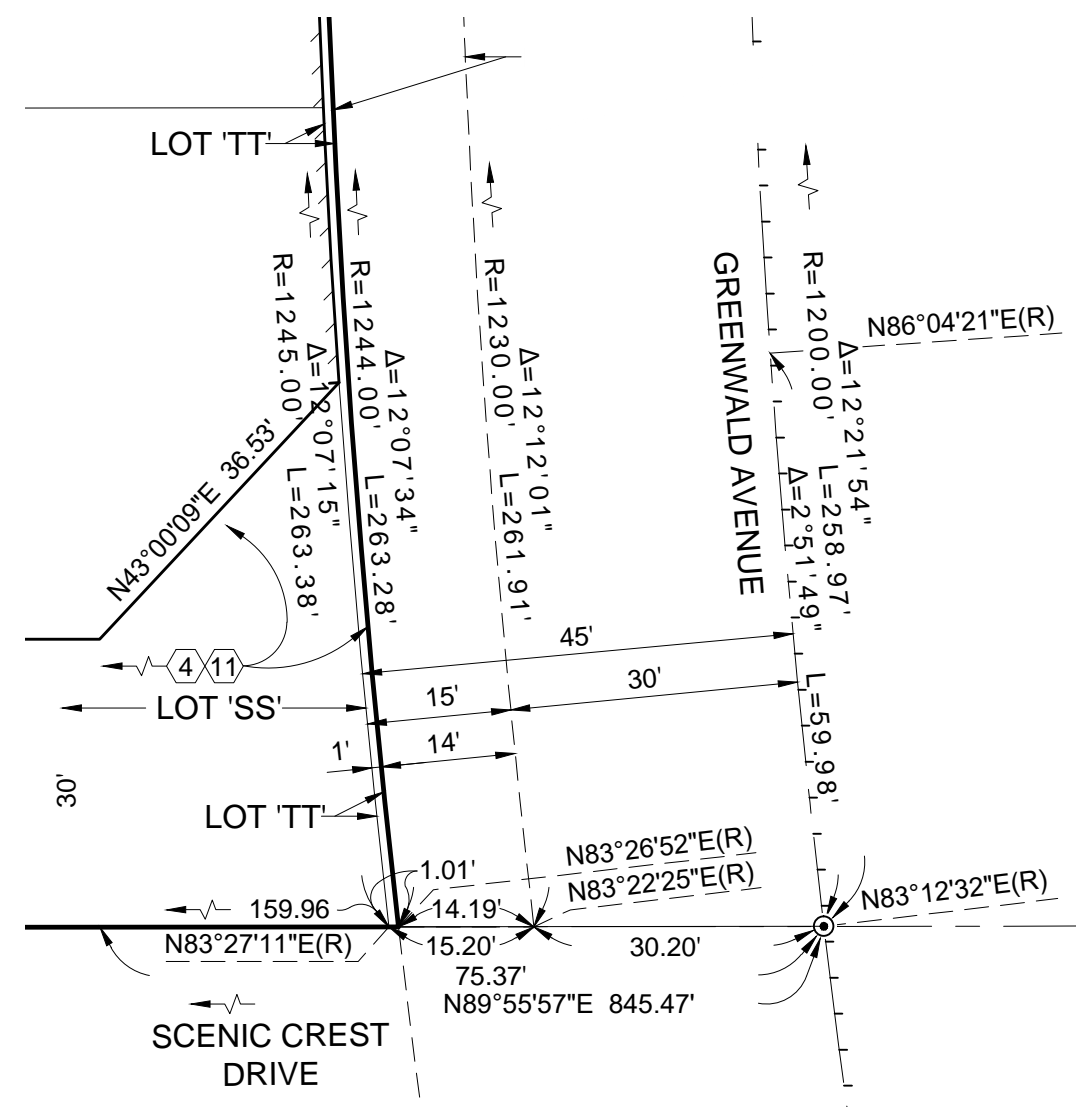 LOT 'TT'
R=1245.00'
Δ=12°07'15"
L=263.38'
R=1244.00'
Δ=12°07'34"
L=263.28'
R=1230.00'
Δ=12°12'01"
L=261.91'
GREENWALD AVENUE
R=1200.00'
Δ=12°21'54"
L=258.97'
Δ=2°51'49"
L=59.98'
N86°04'21"E(R)
N43°00'09"E 36.53'
4 11
LOT 'SS'
45'
15'
30'
1'
14'
30'
LOT 'TT'
1.01'
N83°26'52"E(R)
N83°22'25"E(R)
N83°12'32"E(R)
159.96
14.19'
N83°27'11"E(R)
15.20'
30.20'
75.37'
N89°55'57"E 845.47'
SCENIC CREST
DRIVE